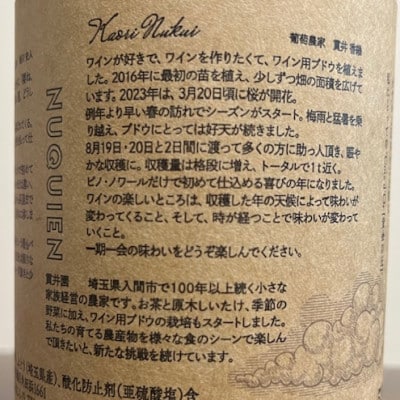 Kaori Nukui
葡萄農家 貫井香織
ワインが好きで、ワインを作りたくて、ワイン用ブドウを植えまし
た。2016年に最初の苗を植え、少しずつ畑の面積を広げて
います。2023年は、3月20日頃に桜が開花。
例年より早い春の訪れでシーズンがスタート。梅雨と猛暑を乗
り越え、ブドウにとっては好天が続きました。
8月19日・20日と2日間に渡って多くの方に助っ人頂き、賑や
かな収穫に。収穫量は格段に増え、トータルで1t近く。
ピノ・ノワールだけで初めて仕込める喜びの年になりました。
ワインの楽しいところは、収穫した年の天候によって味わいが
変わってくること、そして、時が経つことで味わいが変わってい
くこと。
一期一会の味わいをどうぞ楽しんでください。
NUGUIEN
貫井園 埼玉県入間市で100年以上続く小さな
家族経営の農家です。お茶と原木しいたけ、季節の
野菜に加え、ワイン用ブドウの栽培もスタートしました。
私たちの育てる農産物を様々な食のシーンで楽しん
で頂きたいと、新たな挑戦を続けています。
(埼玉県産)、酸化防止剤(亜硫酸塩)含